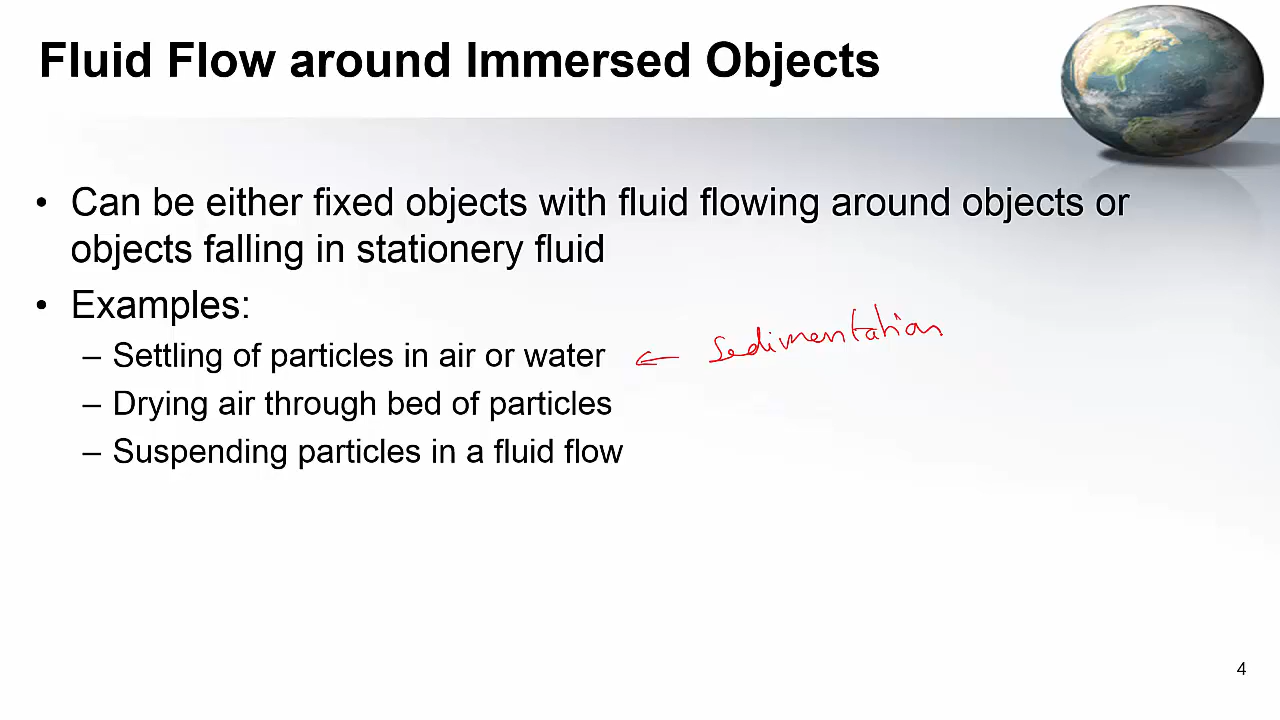 Fluid Flow around Immersed Objects
• Can be either fixed objects with fluid flowing around objects or
objects falling in stationery fluid
• Examples:
– Settling of particles in air or water ← Sedimentation
– Drying air through bed of particles
– Suspending particles in a fluid flow
4